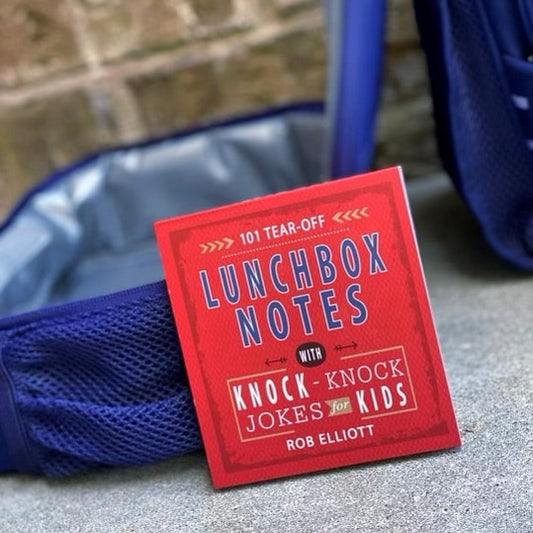 101 TEAR-OFF
LUNCHBOX
NOTES
WITH
KNOCK-KNOCK
JOKES for KIDS
ROB ELLIOTT